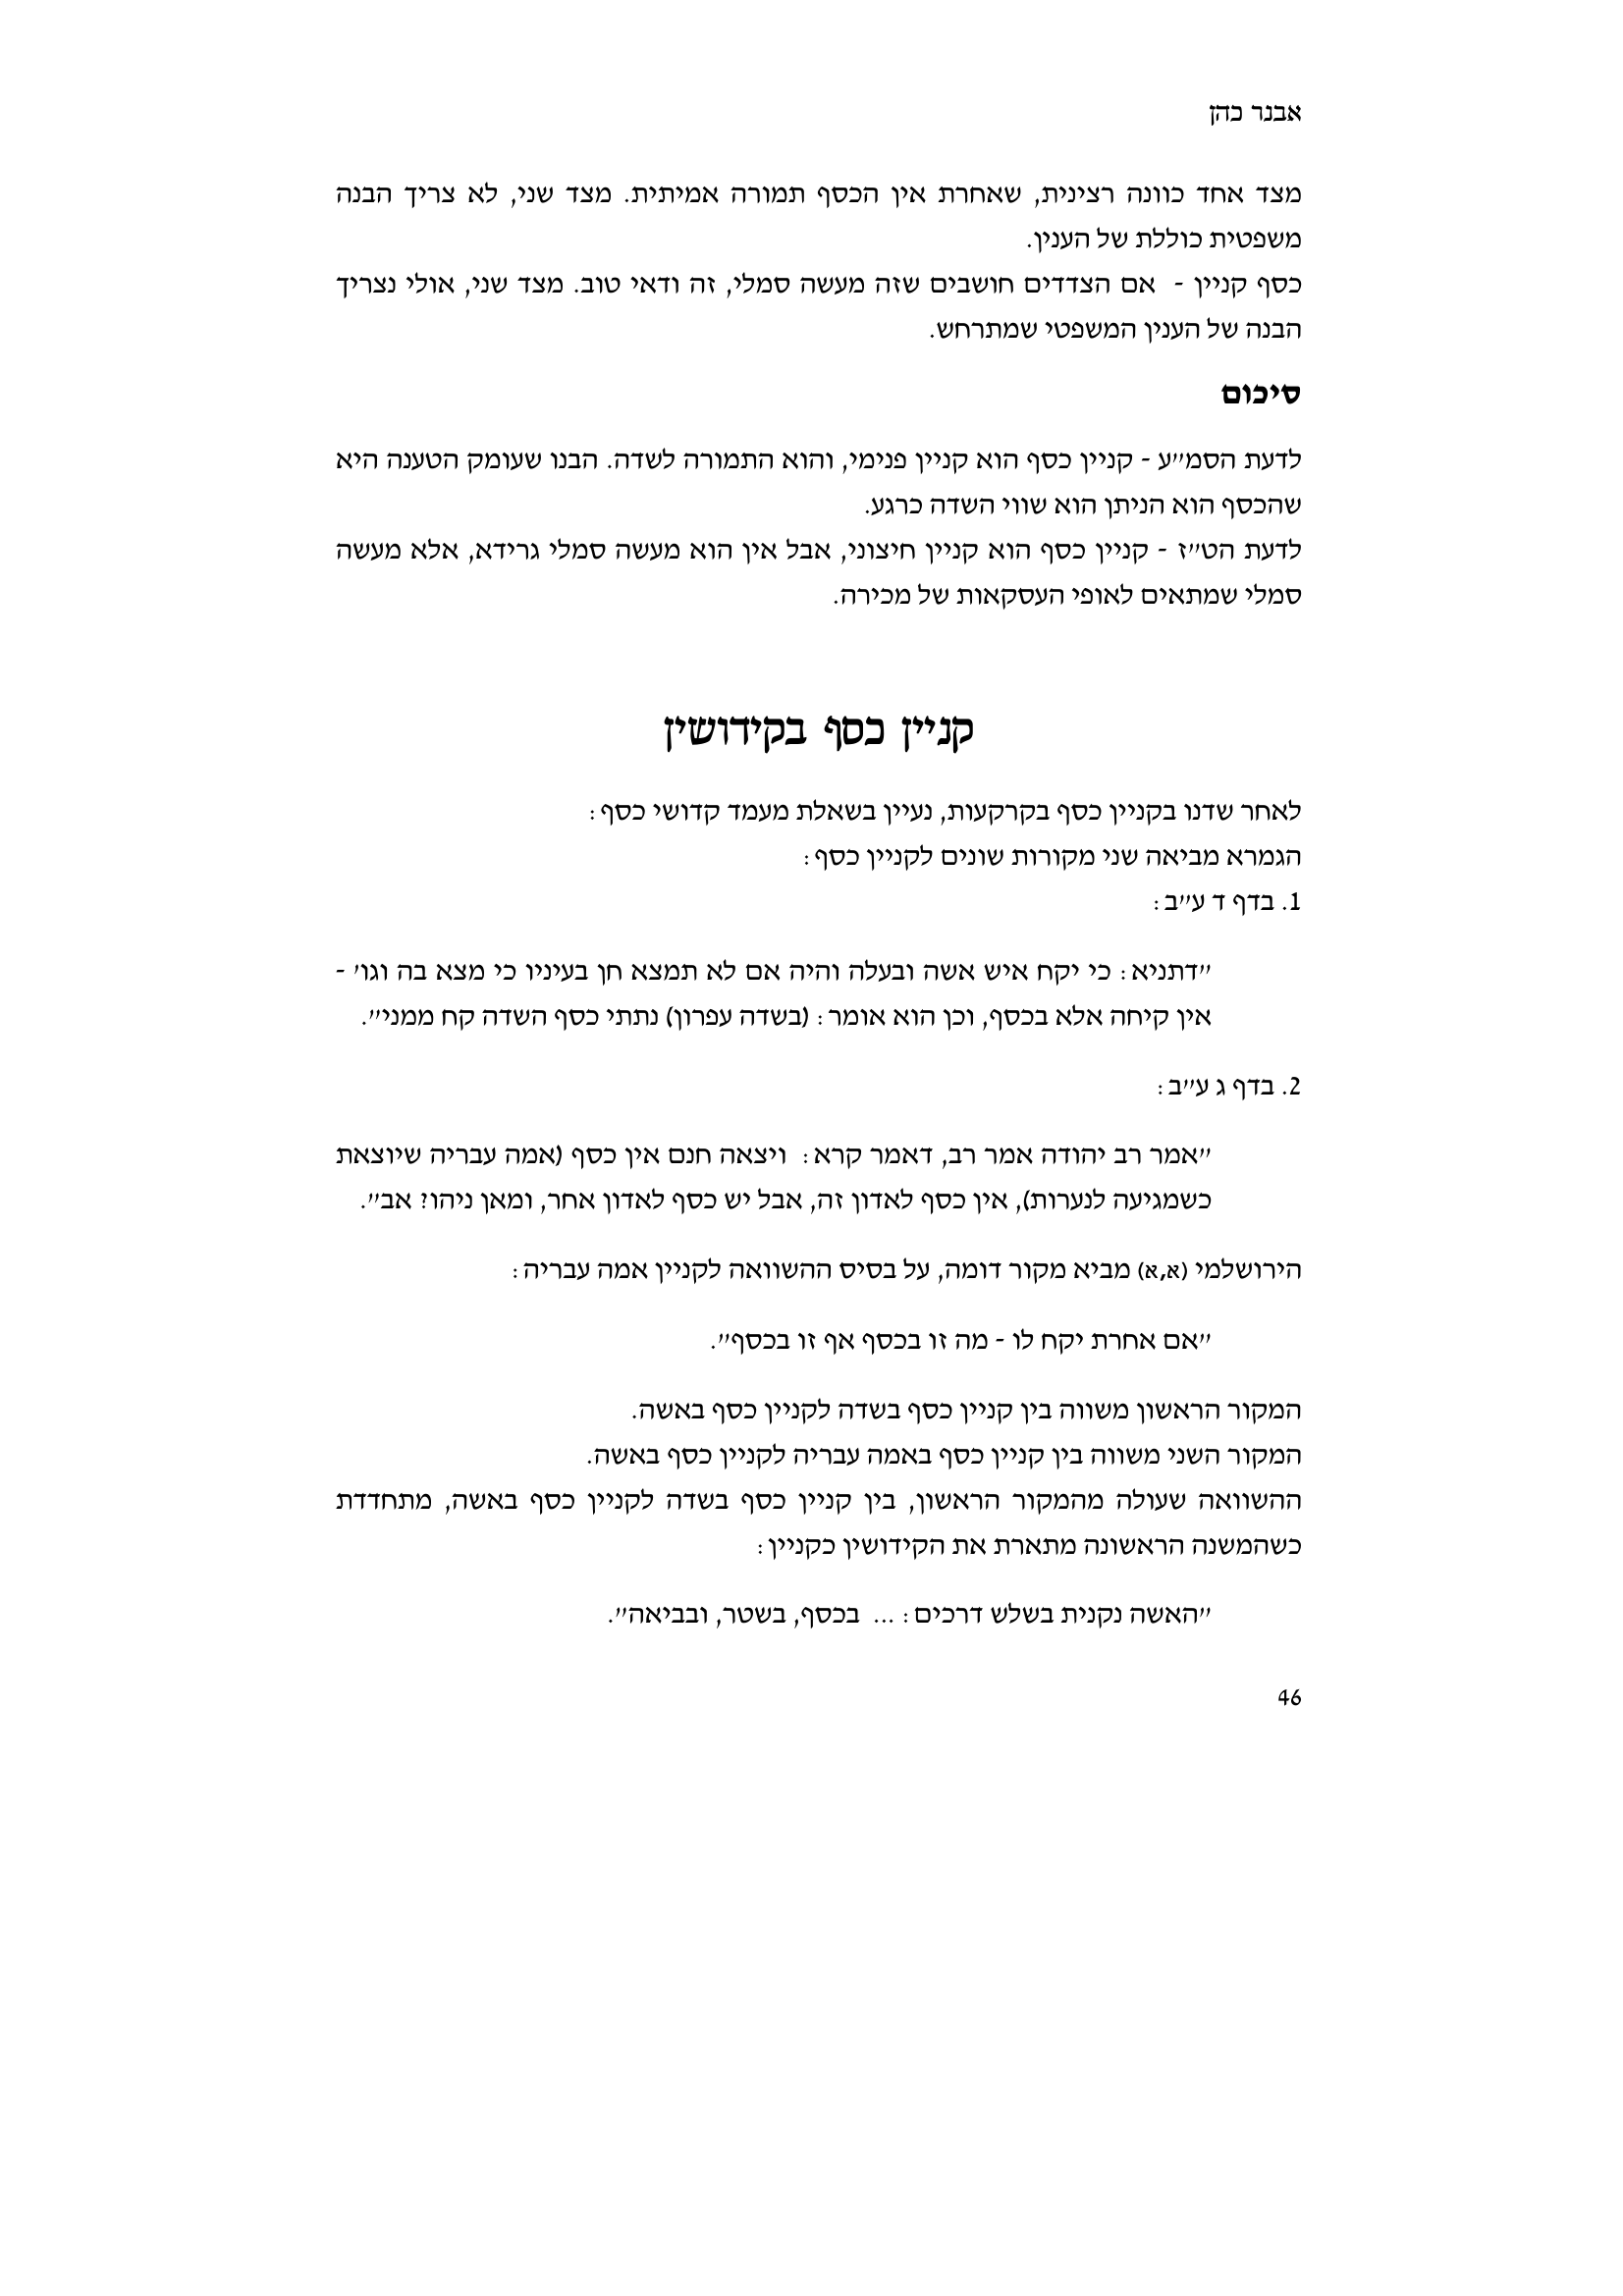 אבנר כהן
מצד אחד כוונה רצינית, שאחרת אין הכסף תמורה אמיתית. מצד שני, לא צריך הבנה
משפטית כוללת של הענין.
כסף קניין - אם הצדדים חושבים שזה מעשה סמלי, זה ודאי טוב. מצד שני, אולי נצריך
הבנה של הענין המשפטי שמתרחש.
סיכום
לדעת הסמ״ע - קניין כסף הוא קניין פנימי, והוא התמורה לשדה. הבנו שעומק הטענה היא
שהכסף הוא הניתן הוא שווי השדה כרגע.
לדעת הט״ז - קניין כסף הוא קניין חיצוני, אבל אין הוא מעשה סמלי גרידא, אלא מעשה
סמלי שמתאים לאופי העסקאות של מכירה.
קניין כסף בקידושין
לאחר שדנו בקניין כסף בקרקעות, נעיין בשאלת מעמד קדושי כסף:
הגמרא מביאה שני מקורות שונים לקניין כסף:
1. בדף ד ע״ב:
״דתניא: כי יקח איש אשה ובעלה והיה אם לא תמצא חן בעיניו כי מצא בה וגו׳ -
אין קיחה אלא בכסף, וכן הוא אומר: (בשדה עפרון) נתתי כסף השדה קח ממני״.
2. בדף ג ע״ב:
״אמר רב יהודה אמר רב, דאמר קרא: ויצאה חנם אין כסף (אמה עבריה שיוצאת
כשמגיעה לנערות), אין כסף לאדון זה, אבל יש כסף לאדון אחר, ומאן ניהו? אב״.
הירושלמי (א,א) מביא מקור דומה, על בסיס ההשוואה לקניין אמה עבריה:
״אם אחרת יקח לו - מה זו בכסף אף זו בכסף״.
המקור הראשון משווה בין קניין כסף בשדה לקניין כסף באשה.
המקור השני משווה בין קניין כסף באמה עבריה לקניין כסף באשה.
ההשוואה שעולה מהמקור הראשון, בין קניין כסף בשדה לקניין כסף באשה, מתחדדת
כשהמשנה הראשונה מתארת את הקידושין כקניין:
״האשה נקנית בשלש דרכים: ... בכסף, בשטר, ובביאה״.
46